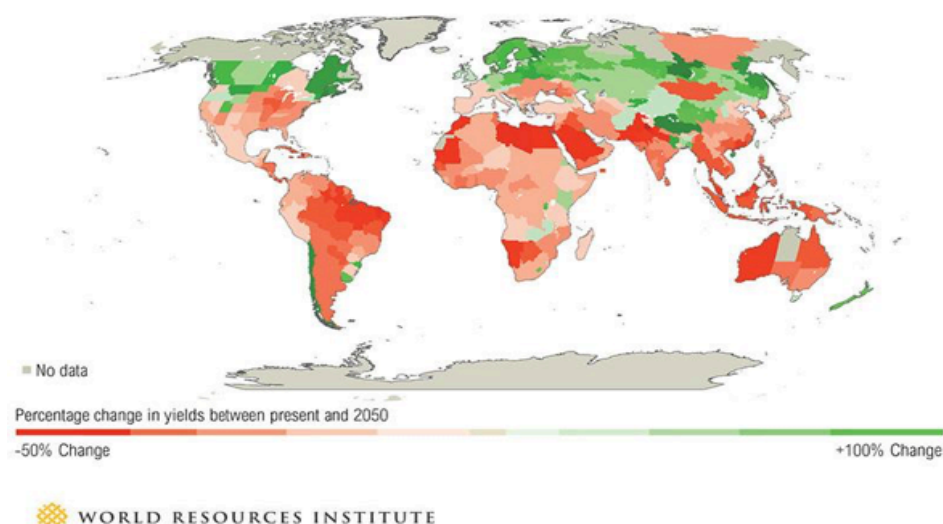 No data
Percentage change in yields between present and 2050
-50% Change +100% Change
WORLD RESOURCES INSTITUTE